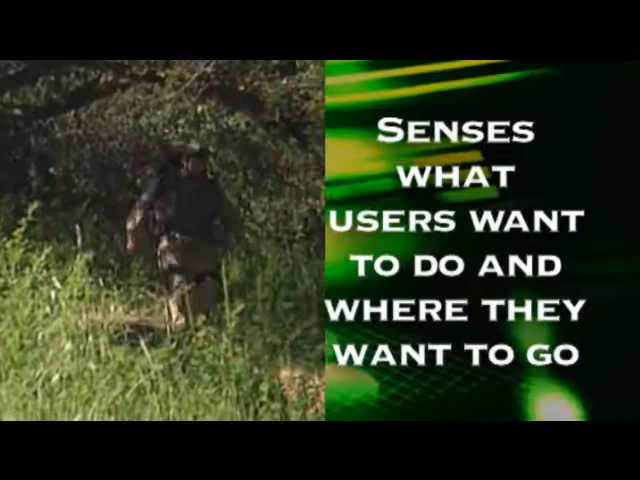 Senses
what
users want
to do and
where they
want to go